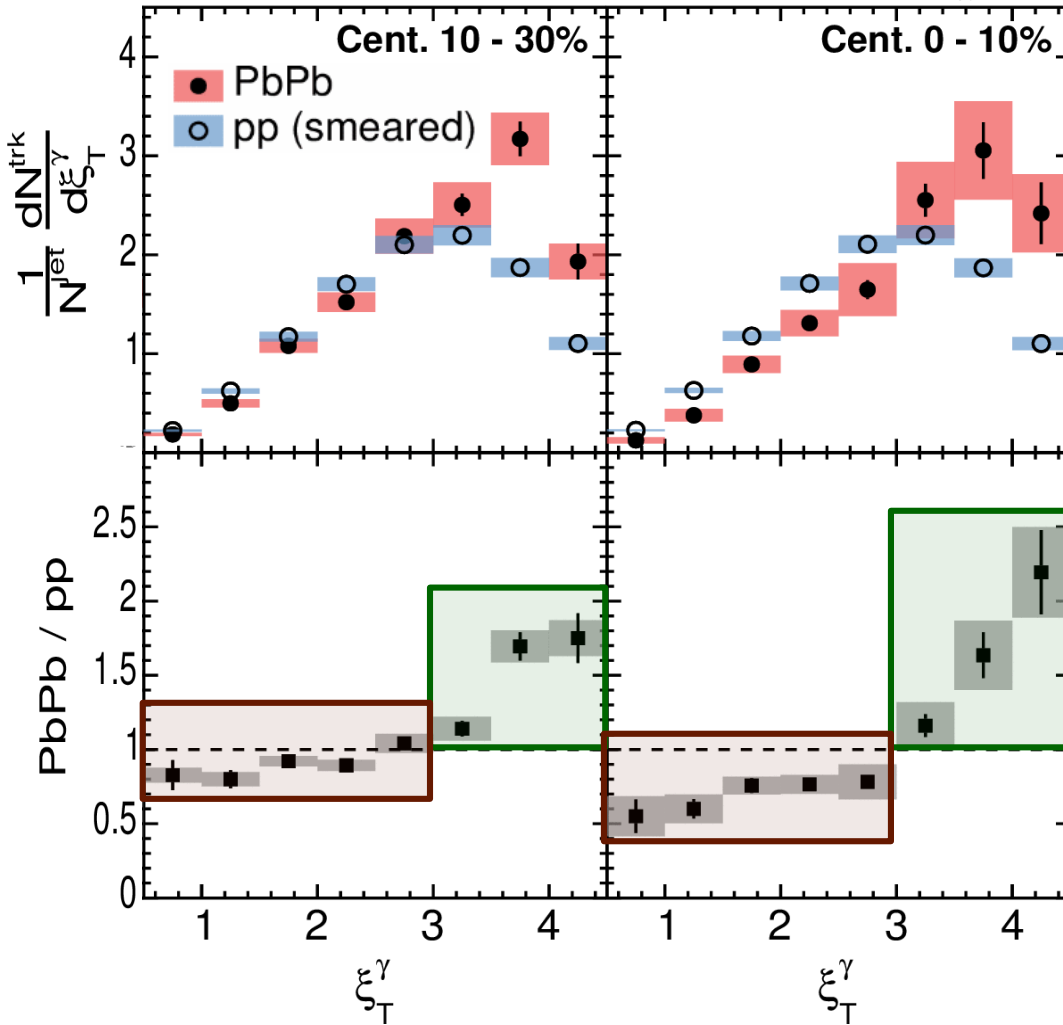 Cent. 10 - 30%
Cent. 0 - 10%
PbPb
pp (smeared)
1/N^jet dN^trk/dξ_T^γ
4
3
2
1
PbPb / pp
2.5
2
1.5
1
0.5
0
1 2 3 4
1 2 3 4
ξ_T^γ
ξ_T^γ